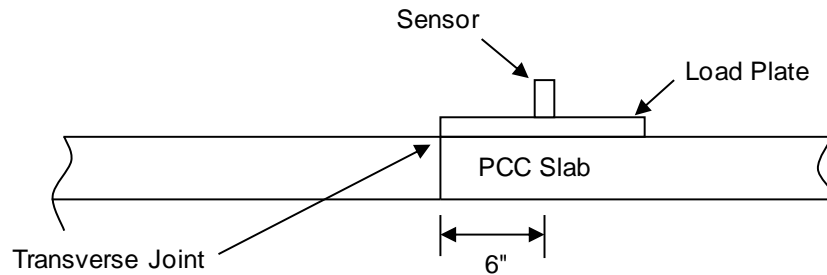 Sensor
Load Plate
PCC Slab
Transverse Joint
6"